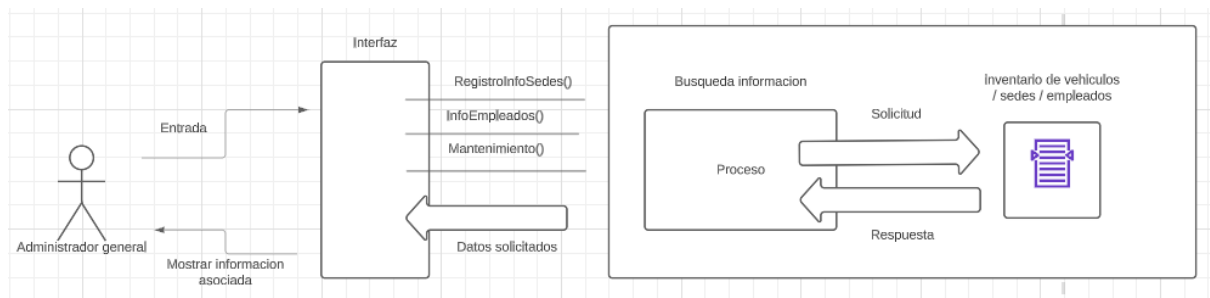 Interfaz
RegistroInfoSedes()
Busqueda informacion
inventario de vehiculos
/ sedes / empleados
InfoEmpleados()
Solicitud
Entrada
Mantenimiento()
Proceso
Administrador general
Datos solicitados
Respuesta
Mostrar informacion
asociada